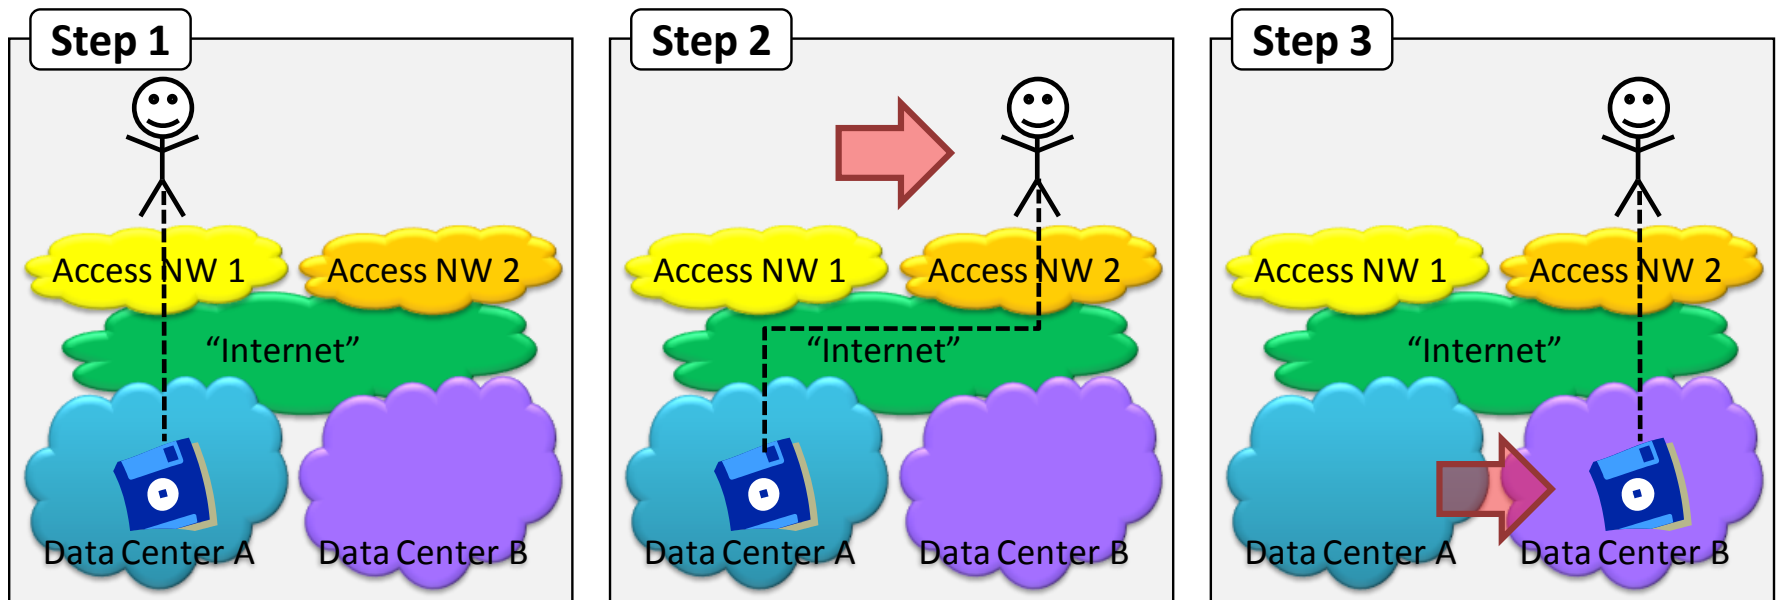 Step 1
Access NW 1
Access NW 2
“Internet”
Data Center A
Data Center B
Step 2
Access NW 1
Access NW 2
“Internet”
Data Center A
Data Center B
Step 3
Access NW 1
Access NW 2
“Internet”
Data Center A
Data Center B